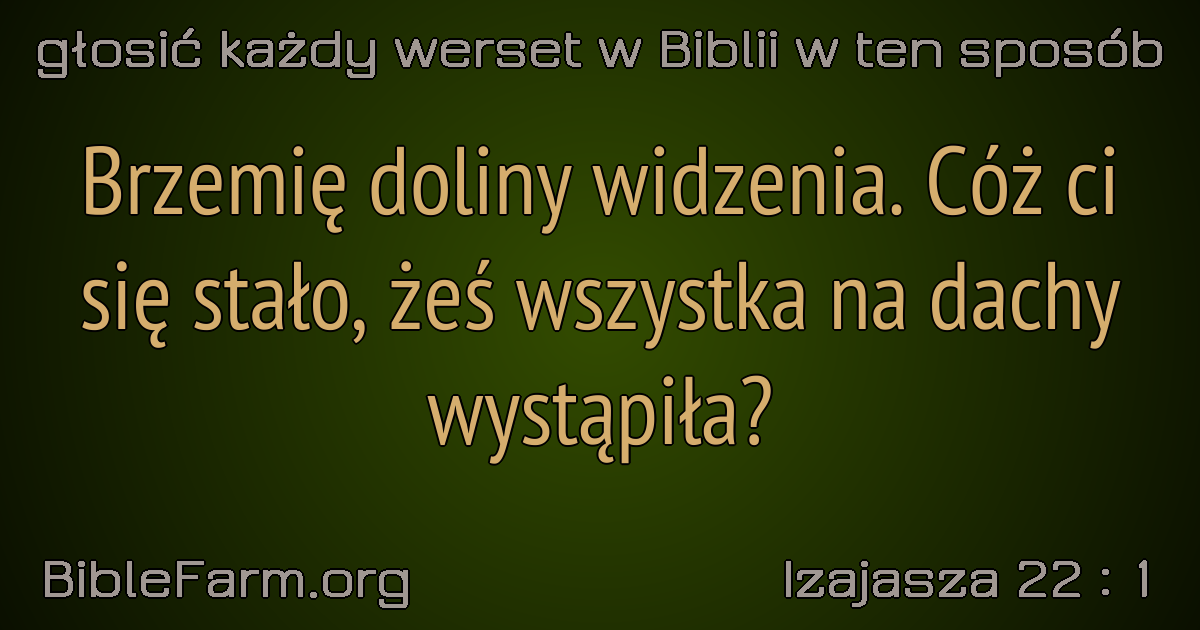 głosić każdy werset w Biblii w ten sposób
Brzemię doliny widzenia. Cóż ci
się stało, żeś wszystka na dachy
wystąpiła?
BibleFarm.org
Izajasza 22 : 1